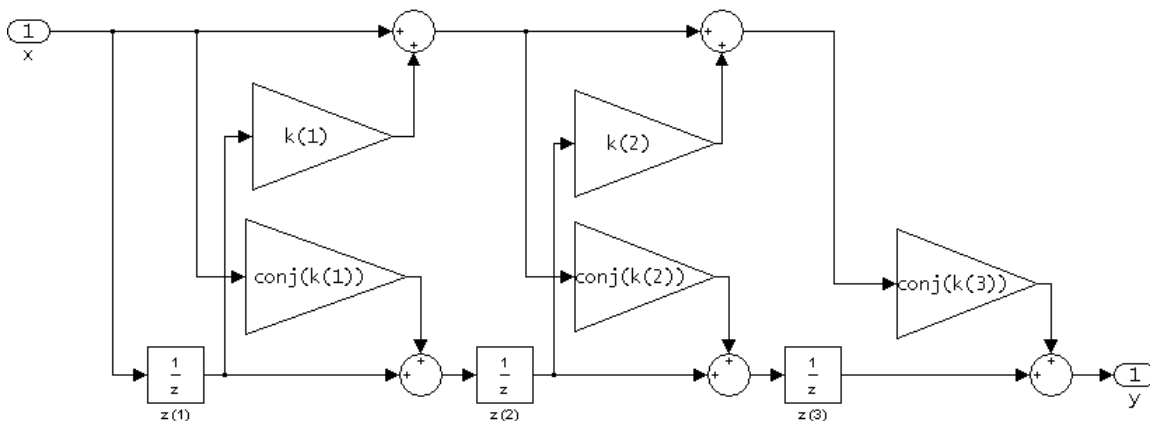 1
x
+
+
+
+
k(1)
k(2)
conj(k(1))
conj(k(2))
conj(k(3))
1
z
z(1)
+
+
1
z
z(2)
+
+
1
z
z(3)
+
+
1
y